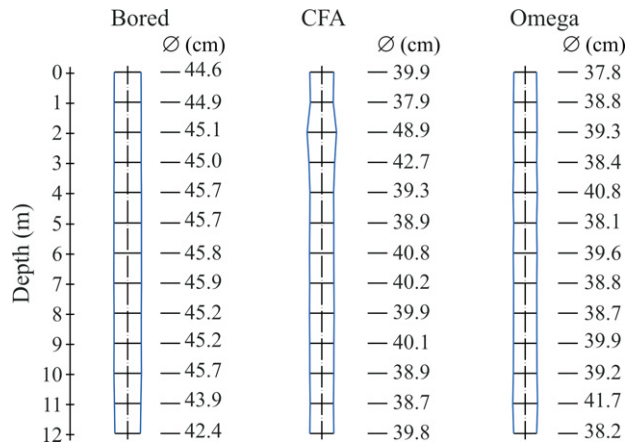 Bored CFA Omega
Ø (cm) Ø (cm) Ø (cm)
0 44.6 39.9 37.8
1 44.9 37.9 38.8
2 45.1 48.9 39.3
3 45.0 42.7 38.4
4 45.7 39.3 40.8
5 45.7 38.9 38.1
6 45.8 40.8 39.6
7 45.9 40.2 38.8
8 45.2 39.9 38.7
9 45.2 40.1 39.9
10 45.7 38.9 39.2
11 43.9 38.7 41.7
12 42.4 39.8 38.2
Depth (m)